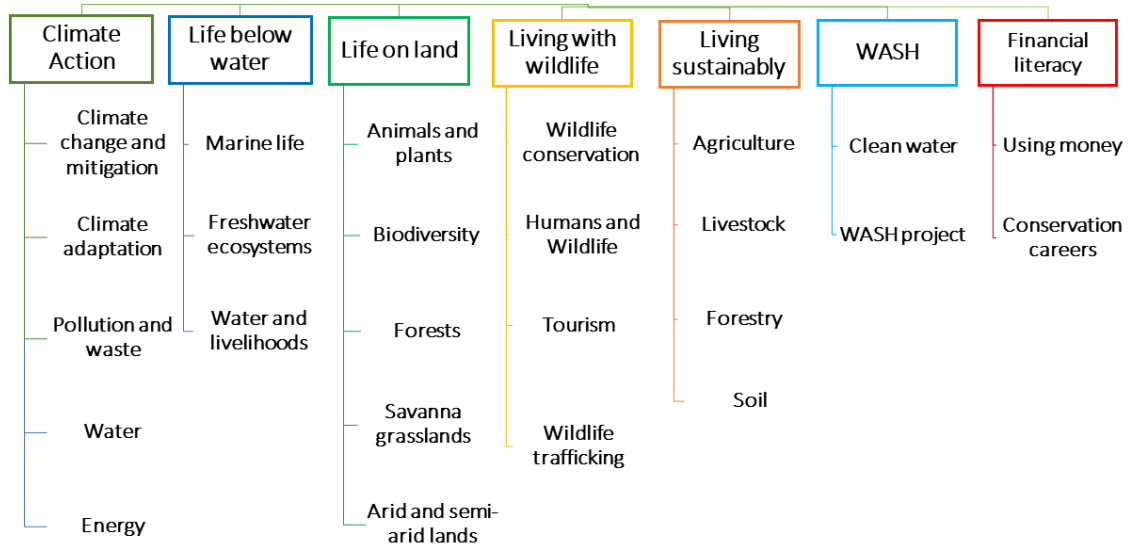 Climate
Action
Life below
water
Life on land
Living with
wildlife
Living
sustainably
WASH
Financial
literacy
Climate
change and
mitigation
Climate
adaptation
Pollution and
waste
Water
Energy
Marine life
Freshwater
ecosystems
Water and
livelihoods
Animals and
plants
Biodiversity
Forests
Savanna
grasslands
Arid and semi-
arid lands
Wildlife
conservation
Humans and
Wildlife
Tourism
Wildlife
trafficking
Agriculture
Livestock
Forestry
Soil
Clean water
WASH project
Using money
Conservation
careers